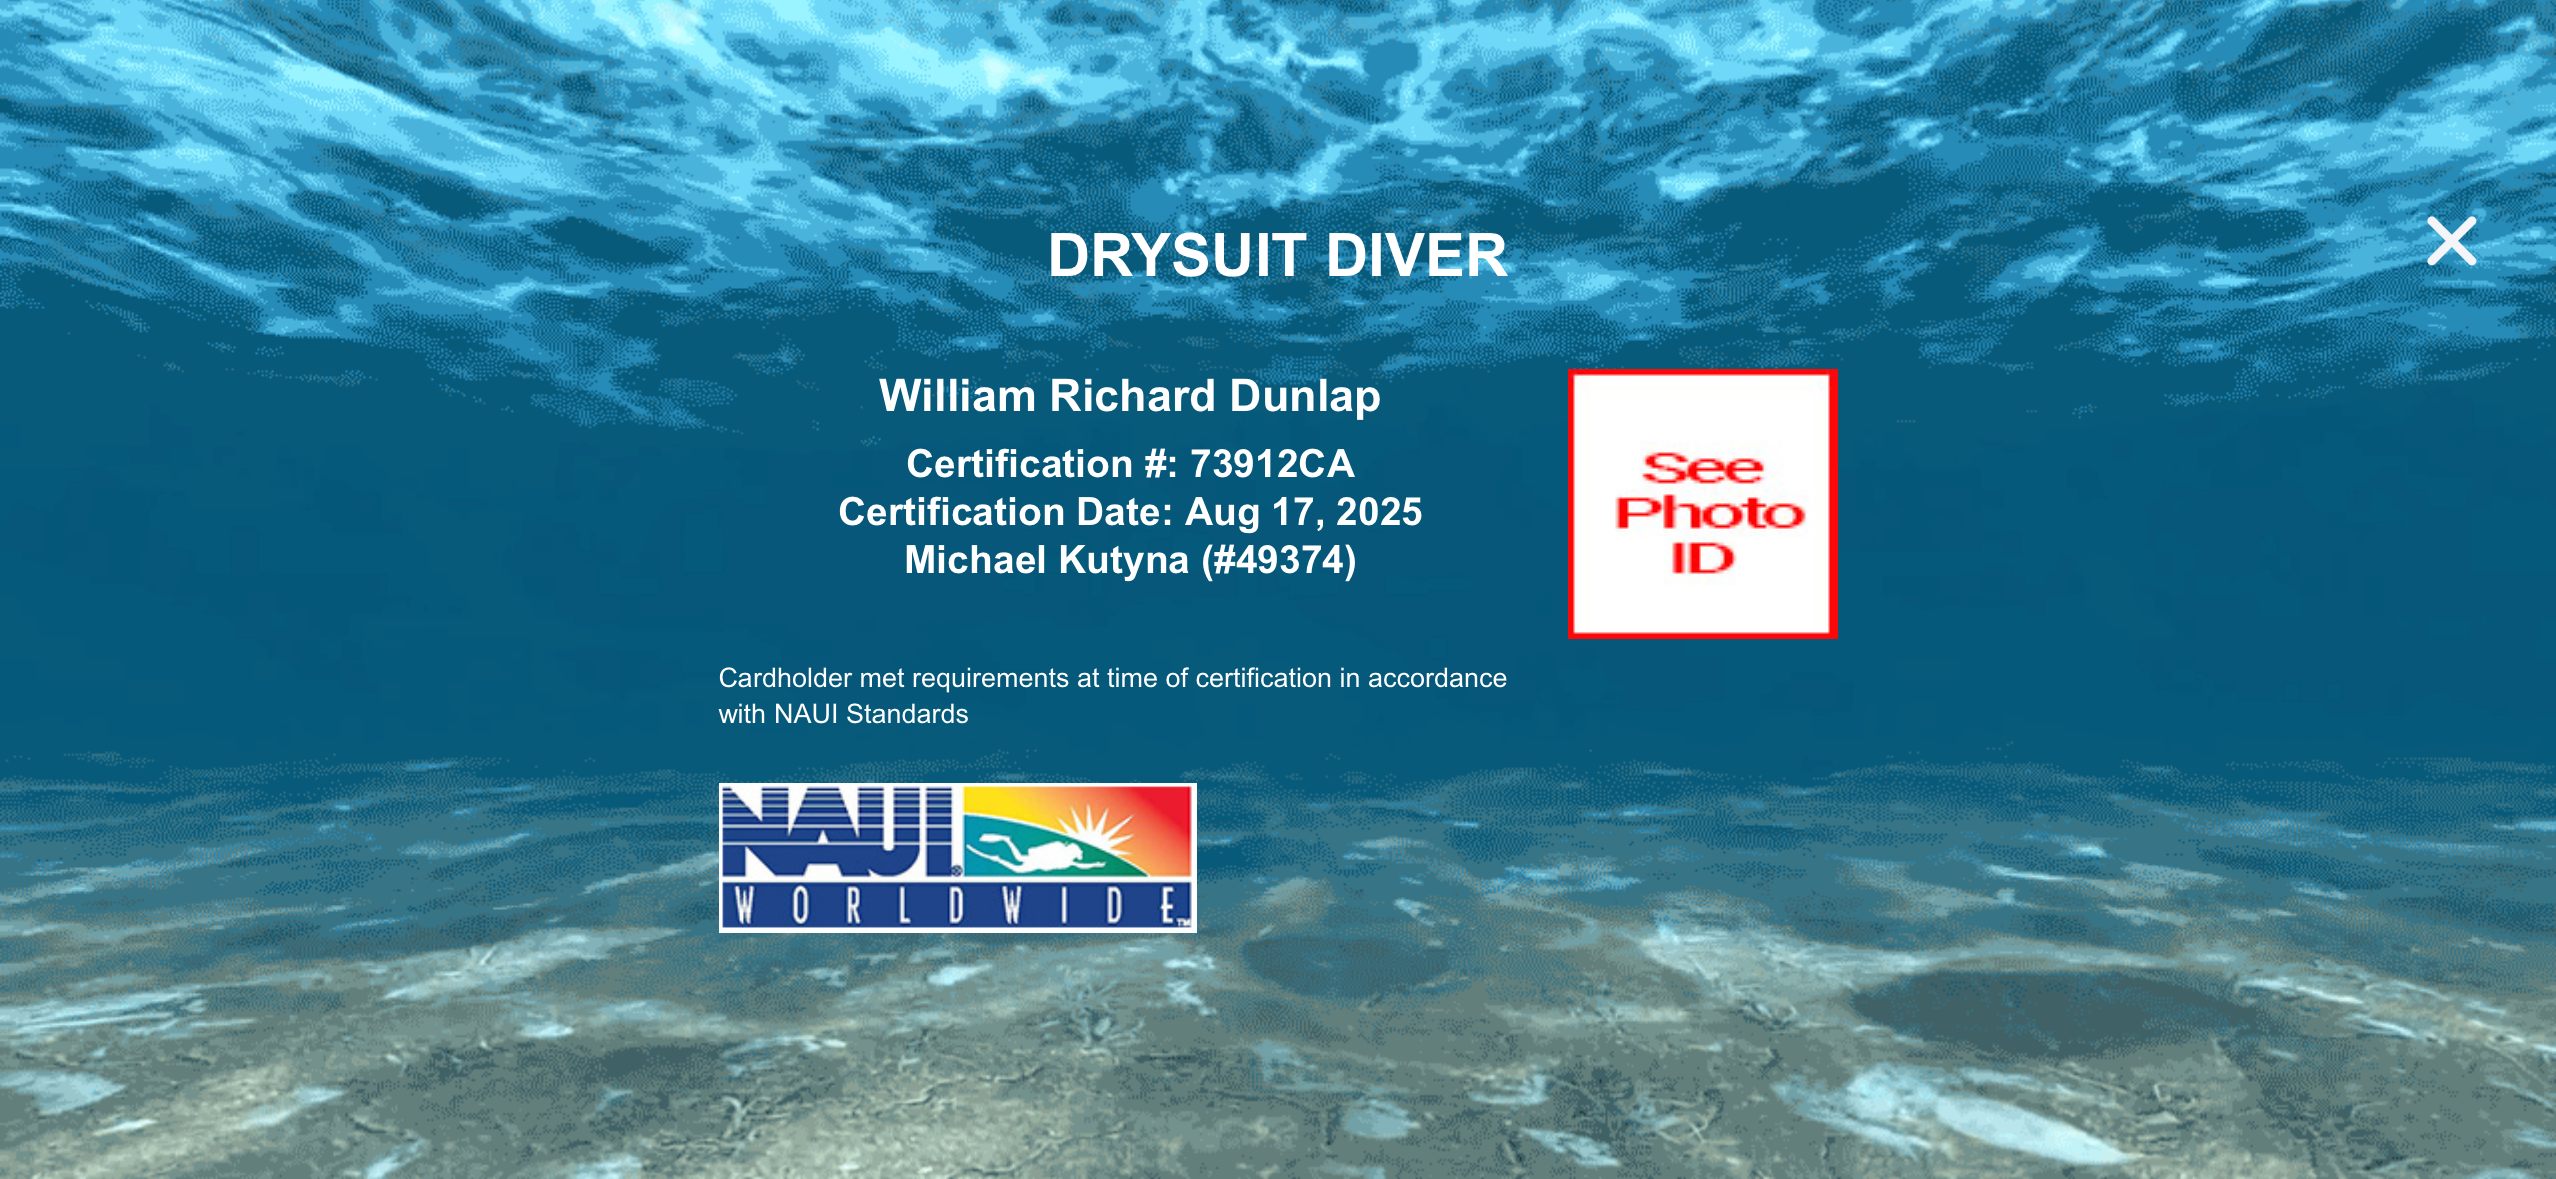 DRYSUIT DIVER
William Richard Dunlap
Certification #: 73912CA
Certification Date: Aug 17, 2025
Michael Kutyna (#49374)
See
Photo
ID
Cardholder met requirements at time of certification in accordance
with NAUI Standards
NAUI®
WORLDWIDE™